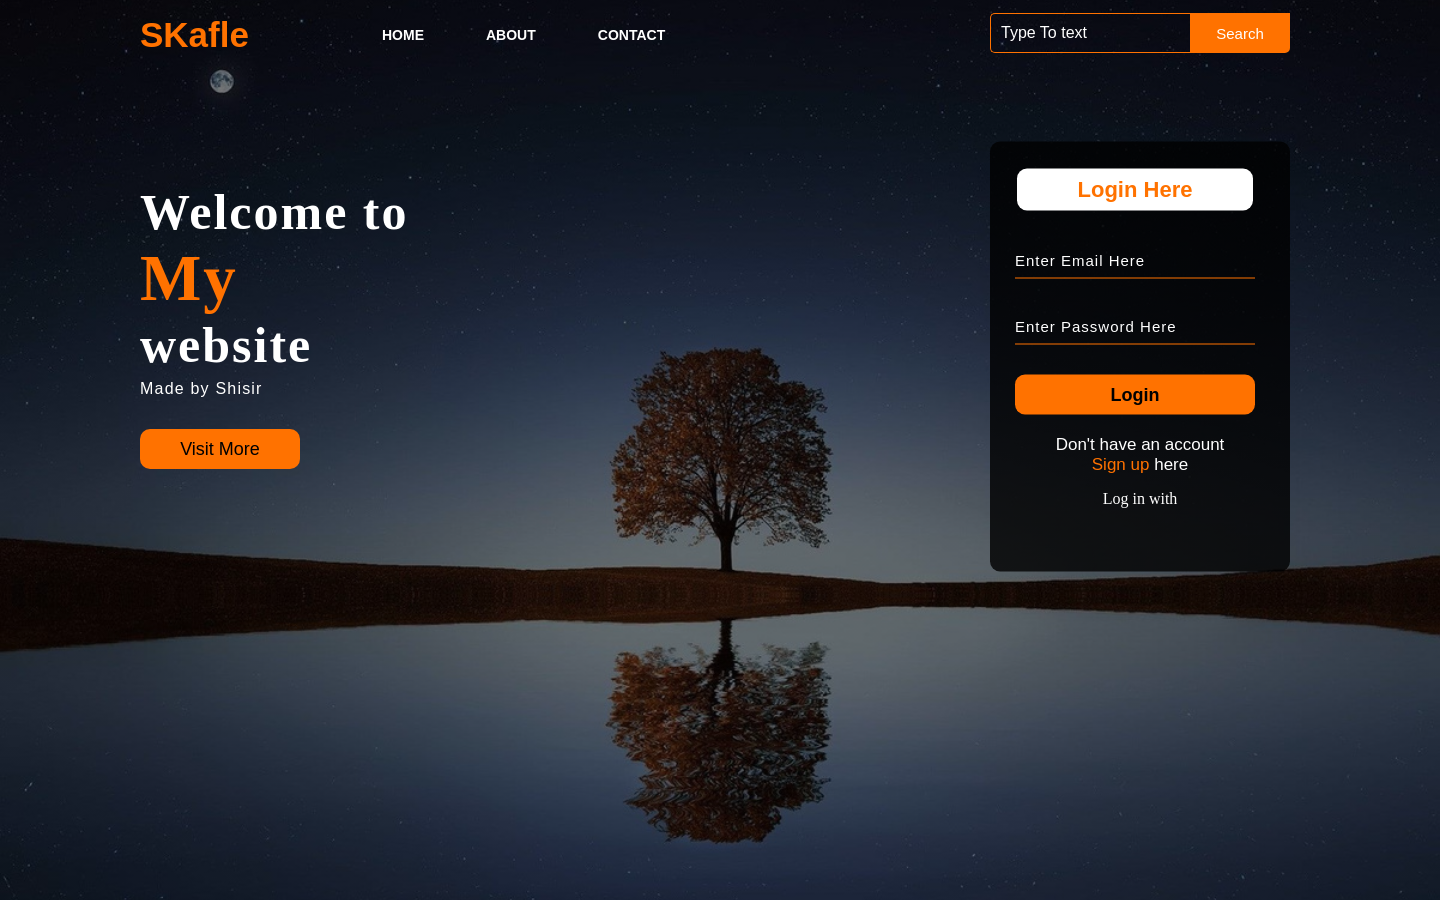 SKafle
HOME
ABOUT
CONTACT
Type To text
Search
Welcome to
My
website
Made by Shisir
Visit More
Login Here
Enter Email Here
Enter Password Here
Login
Don't have an account
Sign up here
Log in with